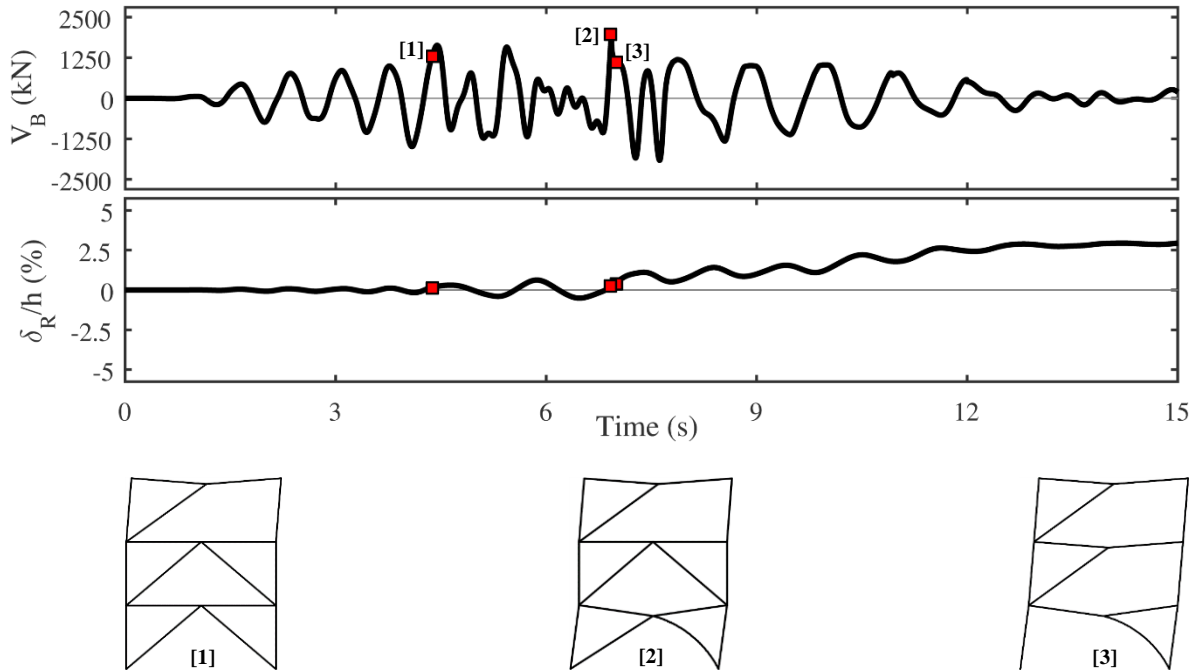 2500
1250
0
-1250
-2500
V_B (kN)
[1]
[2]
[3]
5
2.5
0
-2.5
-5
δ_R/h (%)
0 3 6 9 12 15
Time (s)
[1] [2] [3]